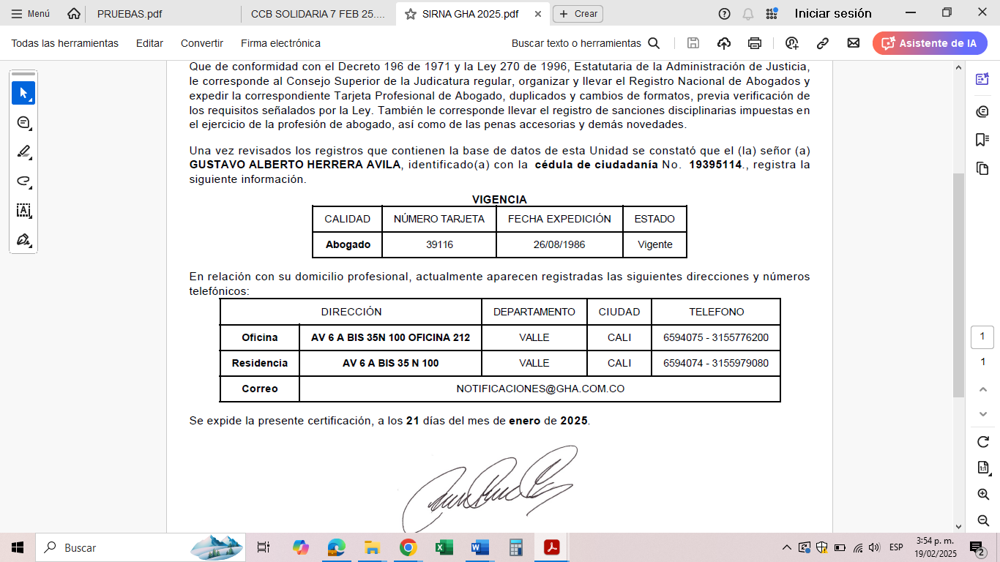 Menú
PRUEBAS.pdf
CCB SOLIDARIA 7 FEB 25....
SIRNA GHA 2025.pdf
Crear
Iniciar sesión
Todas las herramientas
Editar
Convertir
Firma electrónica
Buscar texto o herramientas
Asistente de IA
Que de conformidad con el Decreto 196 de 1971 y la Ley 270 de 1996, Estatutaria de la Administración de Justicia,
le corresponde al Consejo Superior de la Judicatura regular, organizar y llevar el Registro Nacional de Abogados y
expedir la correspondiente Tarjeta Profesional de Abogado, duplicados y cambios de formatos, previa verificación de
los requisitos señalados por la Ley. También le corresponde llevar el registro de sanciones disciplinarias impuestas en
el ejercicio de la profesión de abogado, así como de las penas accesorias y demás novedades.
Una vez revisados los registros que contienen la base de datos de esta Unidad se constató que el (la) señor (a)
GUSTAVO ALBERTO HERRERA AVILA, identificado(a) con la cédula de ciudadanía No. 19395114., registra la
siguiente información.
VIGENCIA
CALIDAD NÚMERO TARJETA FECHA EXPEDICIÓN ESTADO
Abogado 39116 26/08/1986 Vigente
En relación con su domicilio profesional, actualmente aparecen registradas las siguientes direcciones y números
telefónicos:
DIRECCIÓN DEPARTAMENTO CIUDAD TELEFONO
Oficina AV 6 A BIS 35N 100 OFICINA 212 VALLE CALI 6594075 - 3155776200
Residencia AV 6 A BIS 35 N 100 VALLE CALI 6594074 - 3155979080
Correo NOTIFICACIONES@GHA.COM.CO
Se expide la presente certificación, a los 21 días del mes de enero de 2025.
1
1
1:1
Buscar
ESP
3:54 p. m.
19/02/2025
2